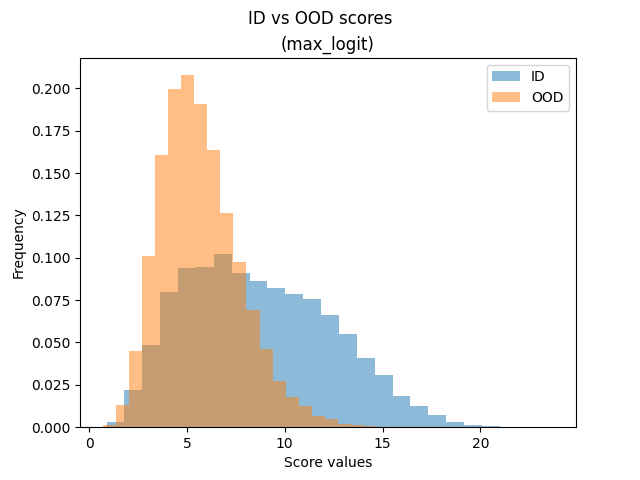 ID vs OOD scores
(max_logit)
ID
OOD
Frequency
0.200
0.175
0.150
0.125
0.100
0.075
0.050
0.025
0.000
0
5
10
15
20
Score values